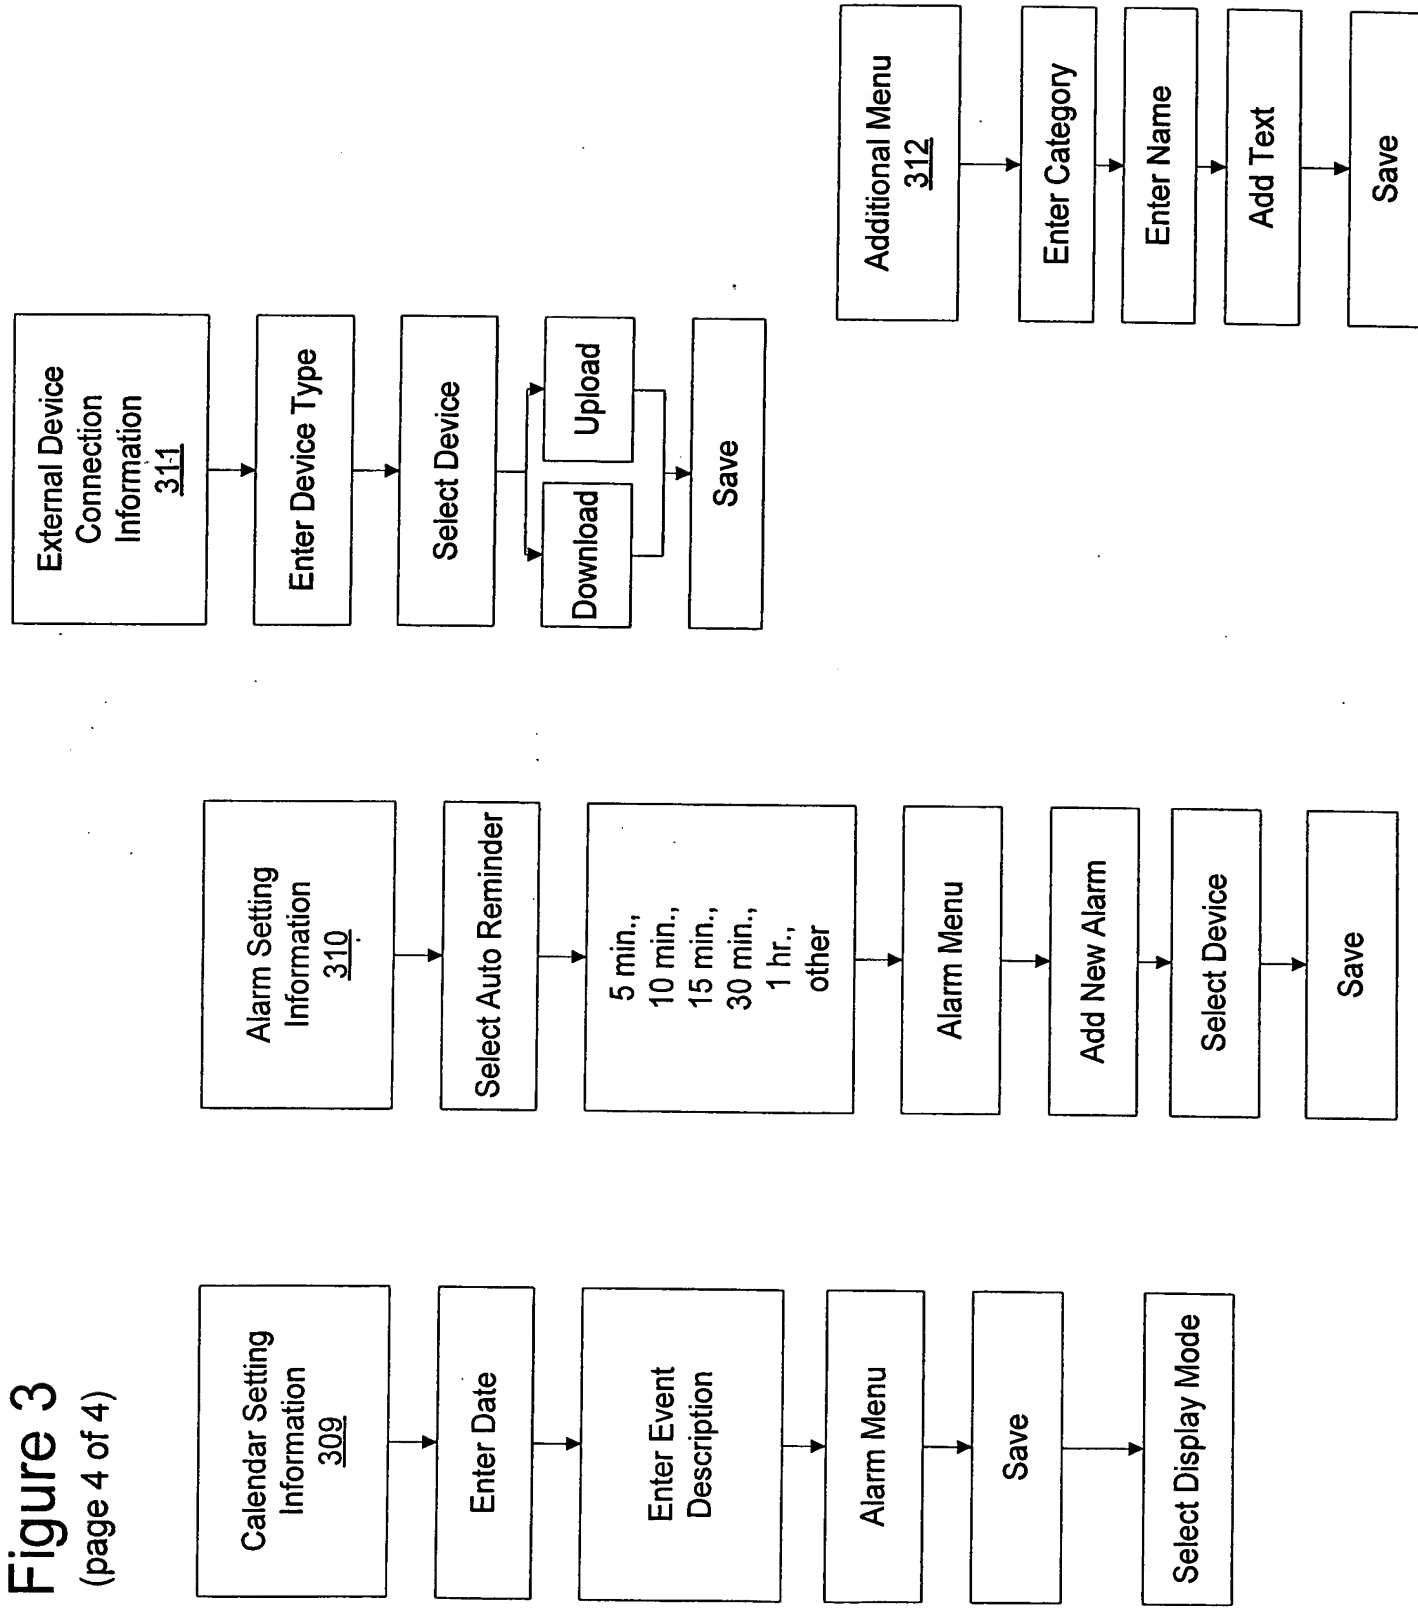 Figure 3
(page 4 of 4)
Calendar Setting
Information
309
Enter Date
Enter Event
Description
Alarm Menu
Save
Select Display Mode
Alarm Setting
Information
310
Select Auto Reminder
5 min.,
10 min.,
15 min.,
30 min.,
1 hr.,
other
Alarm Menu
Add New Alarm
Select Device
Save
External Device
Connection
Information
311
Enter Device Type
Select Device
Download
Upload
Save
Additional Menu
312
Enter Category
Enter Name
Add Text
Save